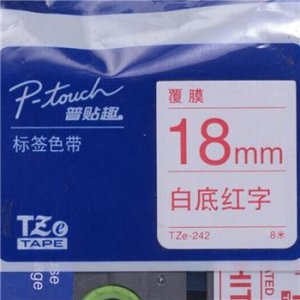 P-touch
普贴趣
标签色带
TZe
TAPE
覆膜
18mm
白底红字
TZe-242
8米